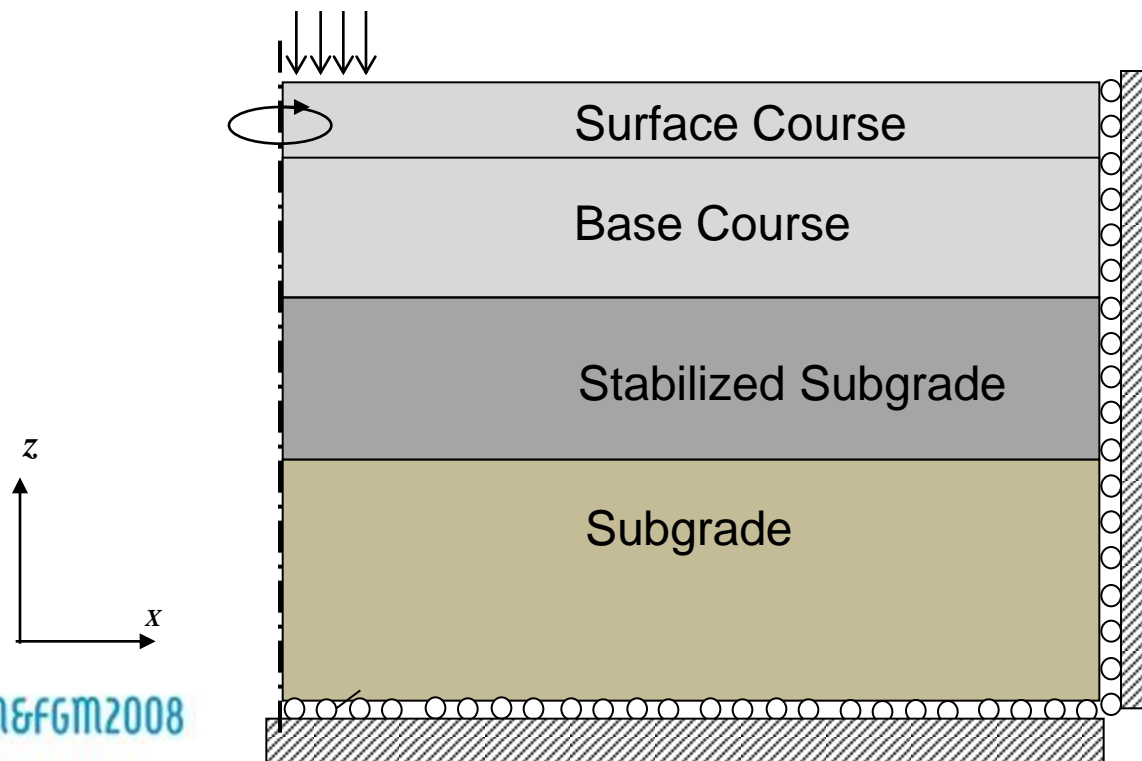 Surface Course
Base Course
Stabilized Subgrade
z
Subgrade
x
M&FGM2008